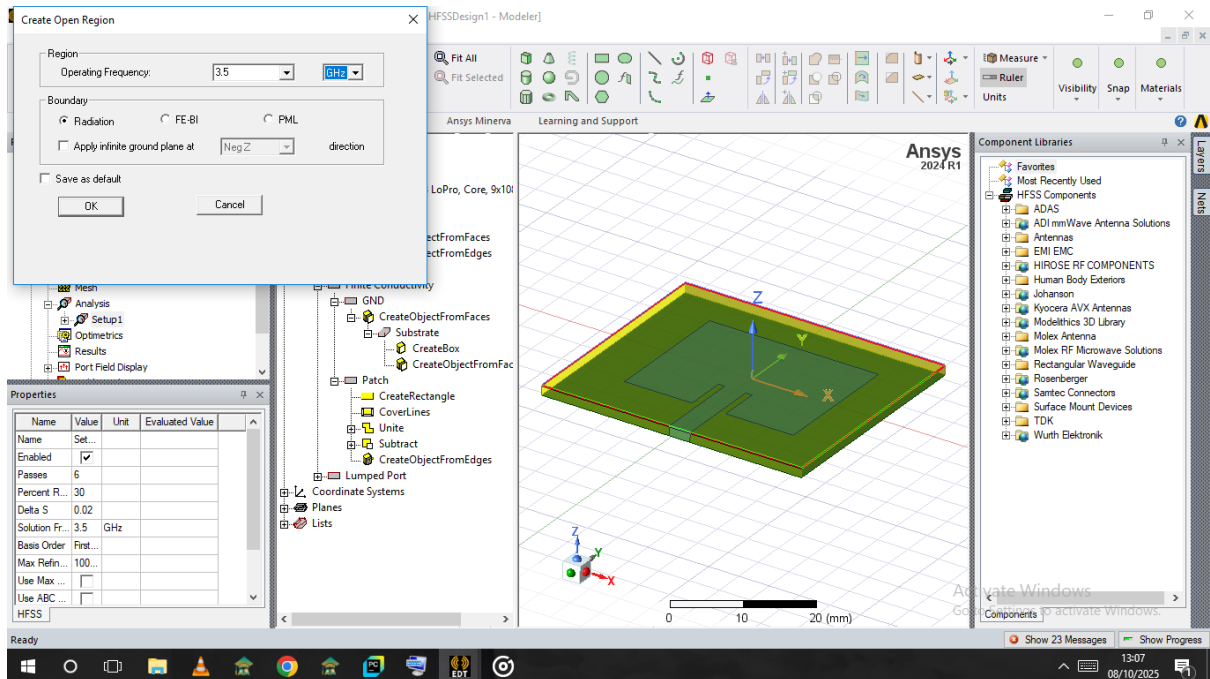 Create Open Region
HFSSDesign1 - Modeler]
Region
Operating Frequency:
3.5
GHz
Boundary
Radiation
FE-BI
PML
Apply infinite ground plane at
Neg Z
direction
Save as default
OK
Cancel
Fit All
Fit Selected
Measure
Ruler
Units
Visibility
Snap
Materials
Ansys Minerva
Learning and Support
LoPro, Core, 9x10
ectFromFaces
ectFromEdges
Finite Conductivity
GND
CreateObjectFromFaces
Substrate
CreateBox
CreateObjectFromFac
Patch
CreateRectangle
CoverLines
Unite
Subtract
CreateObjectFromEdges
Lumped Port
Coordinate Systems
Planes
Lists
Mesh
Analysis
Setup1
Optimetrics
Results
Port Field Display
Properties
Name Value Unit Evaluated Value
Name Set...
Enabled
Passes 6
Percent R... 30
Delta S 0.02
Solution Fr... 3.5 GHz
Basis Order First...
Max Refin... 100...
Use Max ...
Use ABC ...
HFSS
Ansys
2024 R1
Z
Y
X
Z
Y
X
0 10 20 (mm)
Component Libraries
Favorites
Most Recently Used
HFSS Components
ADAS
ADI mmWave Antenna Solutions
Antennas
EMI EMC
HIROSE RF COMPONENTS
Human Body Exteriors
Johanson
Kyocera AVX Antennas
Modelithics 3D Library
Molex Antenna
Molex RF Microwave Solutions
Rectangular Waveguide
Rosenberger
Samtec Connectors
Surface Mount Devices
TDK
Wurth Elektronik
Layers
Nets
Activate Windows
Go to Settings to activate Windows.
Components
Ready
Show 23 Messages
Show Progress
PC
EDT
13:07
08/10/2025
1